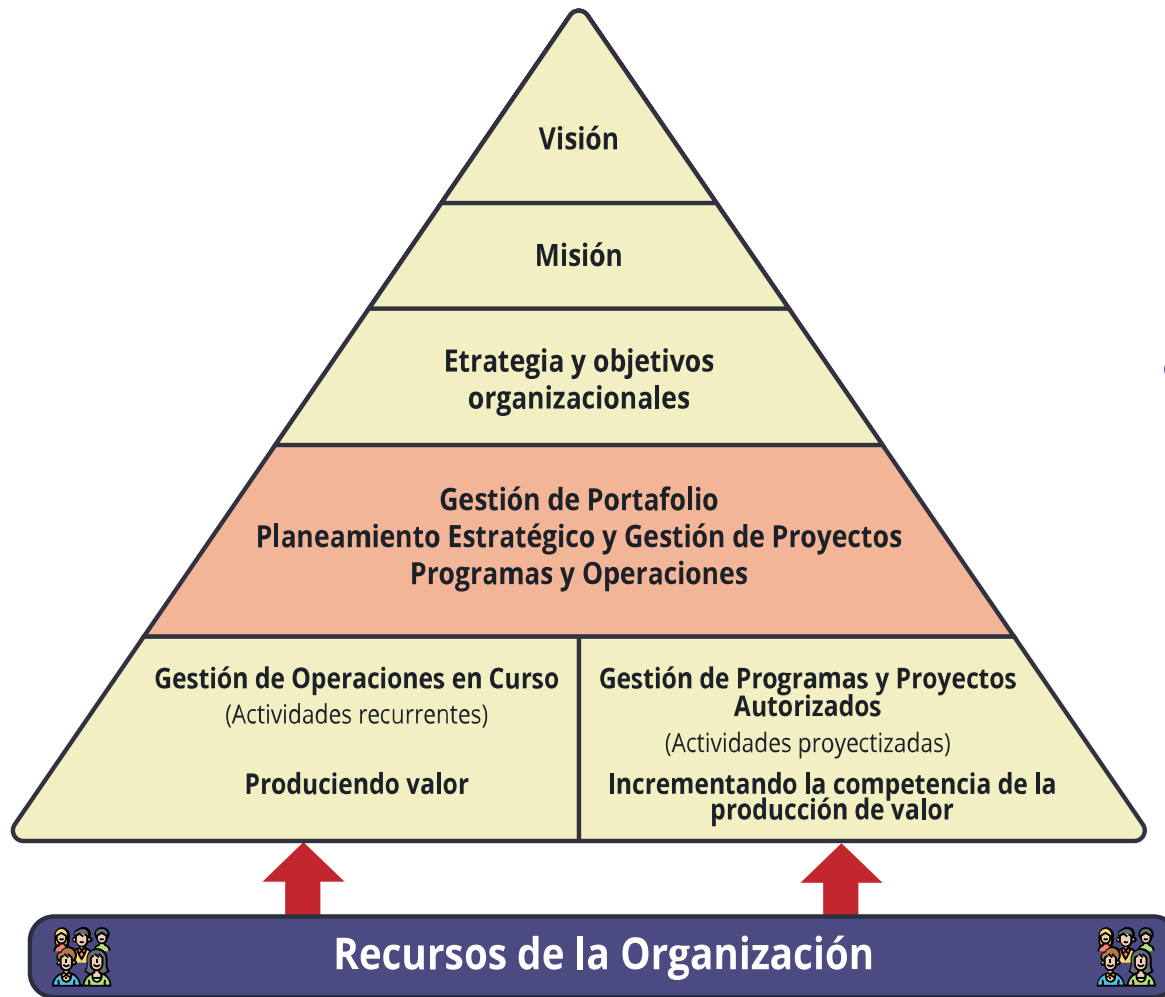 Visión
Misión
Etrategia y objetivos
organizacionales
Gestión de Portafolio
Planeamiento Estratégico y Gestión de Proyectos
Programas y Operaciones
Gestión de Operaciones en Curso
(Actividades recurrentes)
Produciendo valor
Gestión de Programas y Proyectos
Autorizados
(Actividades proyectizadas)
Incrementando la competencia de la
producción de valor
Recursos de la Organización